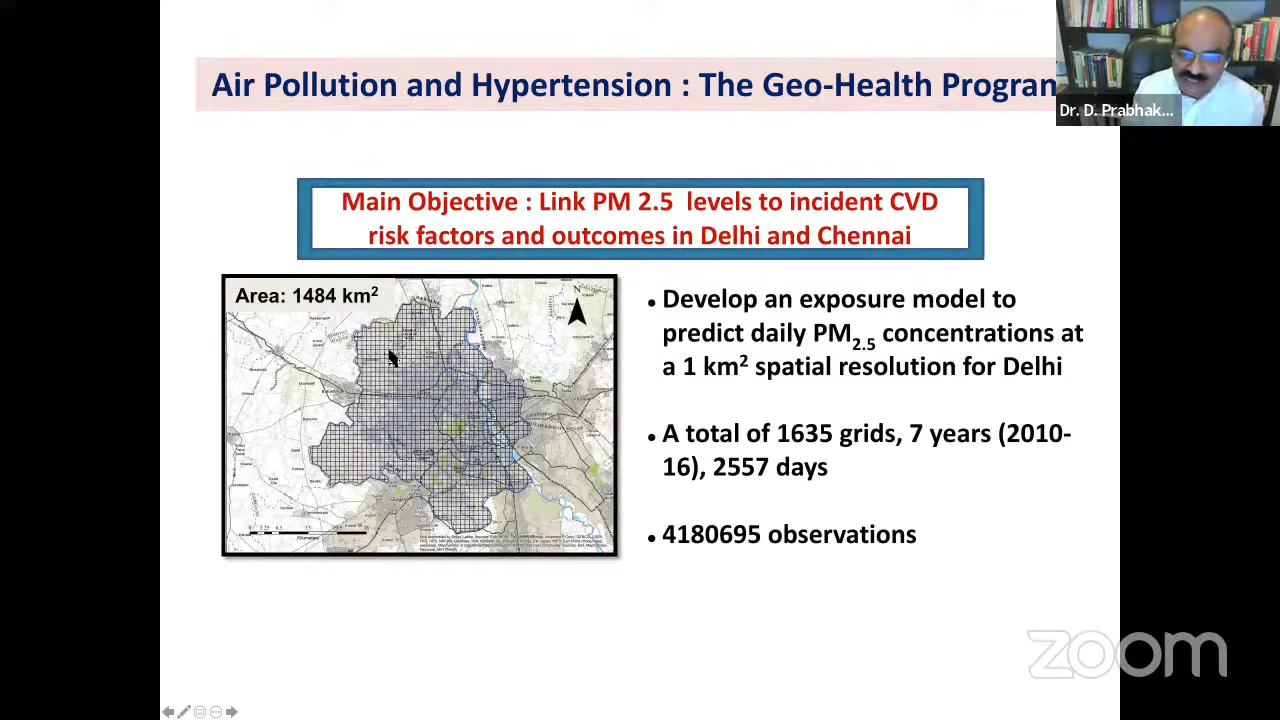 Air Pollution and Hypertension : The Geo-Health Program
Dr. D. Prabhak...
Main Objective : Link PM 2.5 levels to incident CVD
risk factors and outcomes in Delhi and Chennai
Area: 1484 km²
N
• Develop an exposure model to
predict daily PM₂.₅ concentrations at
a 1 km² spatial resolution for Delhi
• A total of 1635 grids, 7 years (2010-
16), 2557 days
• 4180695 observations
Kilometers
zoom